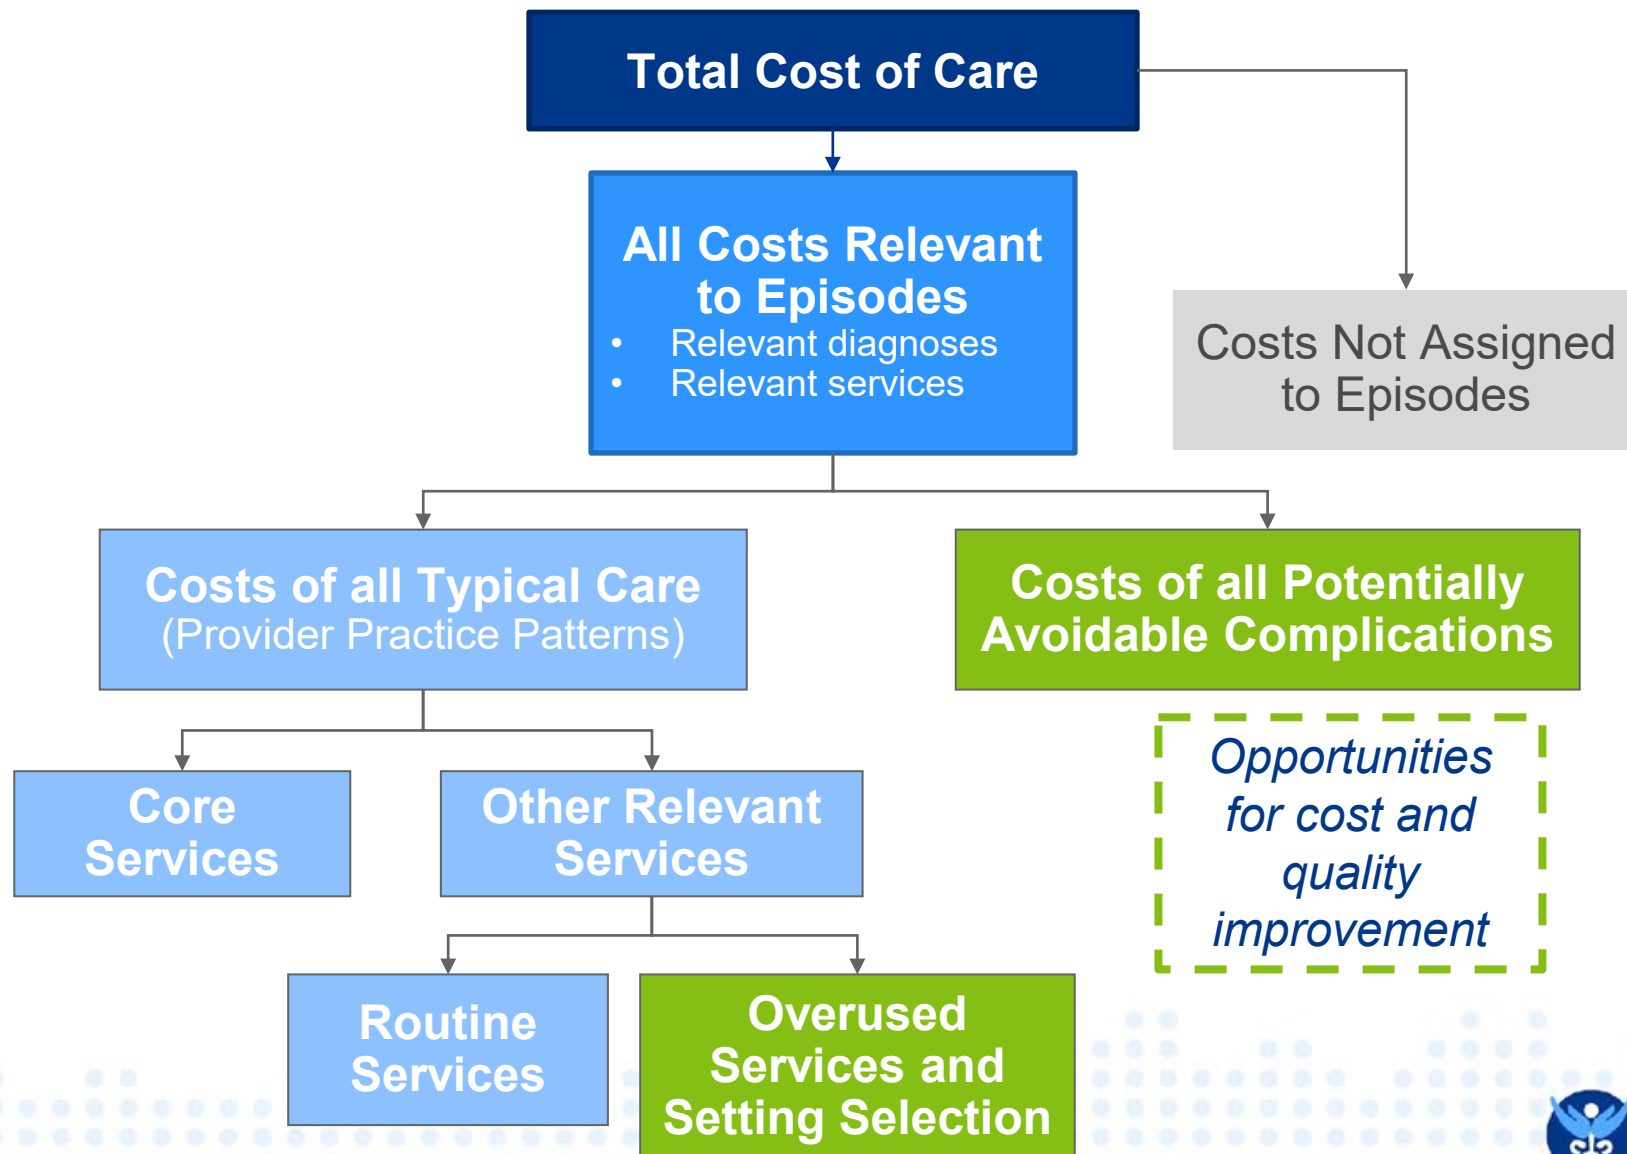 Total Cost of Care
All Costs Relevant
to Episodes
• Relevant diagnoses
• Relevant services
Costs Not Assigned
to Episodes
Costs of all Typical Care
(Provider Practice Patterns)
Costs of all Potentially
Avoidable Complications
Core
Services
Other Relevant
Services
Opportunities
for cost and
quality
improvement
Routine
Services
Overused
Services and
Setting Selection